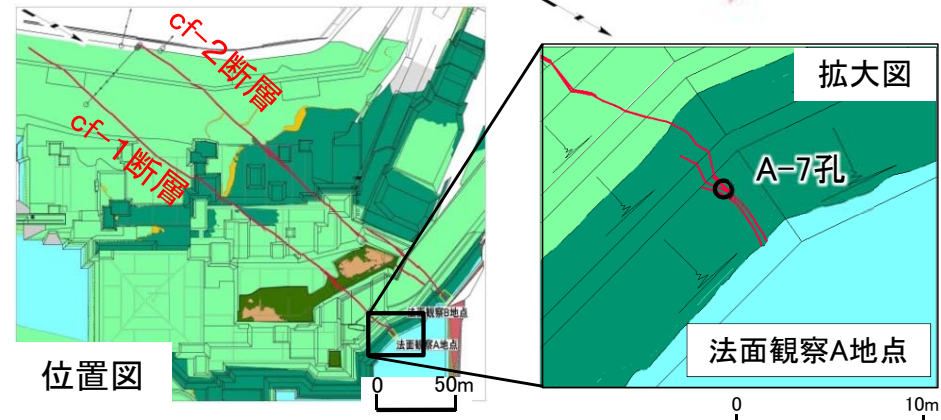 cf-2断層
cf-1断層
法面観察B地点
法面観察A地点
位置図
0 50m
拡大図
A-7孔
法面観察A地点
0 10m